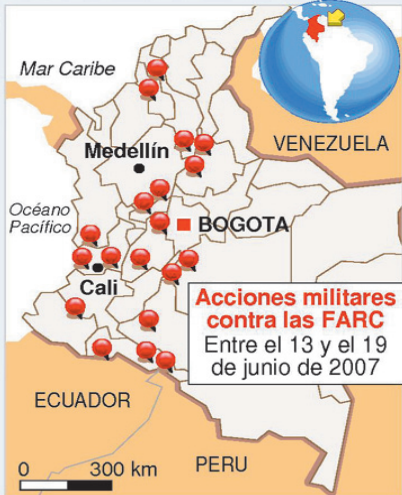 Mar Caribe
VENEZUELA
Medellín
Océano
Pacífico
BOGOTA
Cali
Acciones militares
contra las FARC
Entre el 13 y el 19
de junio de 2007
ECUADOR
PERU
0 300 km